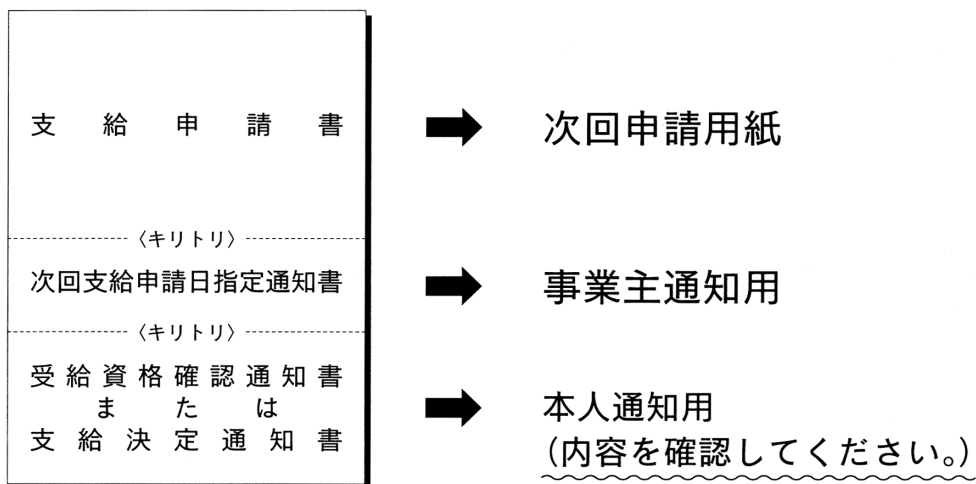 支給申請書
次回申請用紙
〈キリトリ〉
次回支給申請日指定通知書
事業主通知用
〈キリトリ〉
受給資格確認通知書
または
支給決定通知書
本人通知用
(内容を確認してください。)